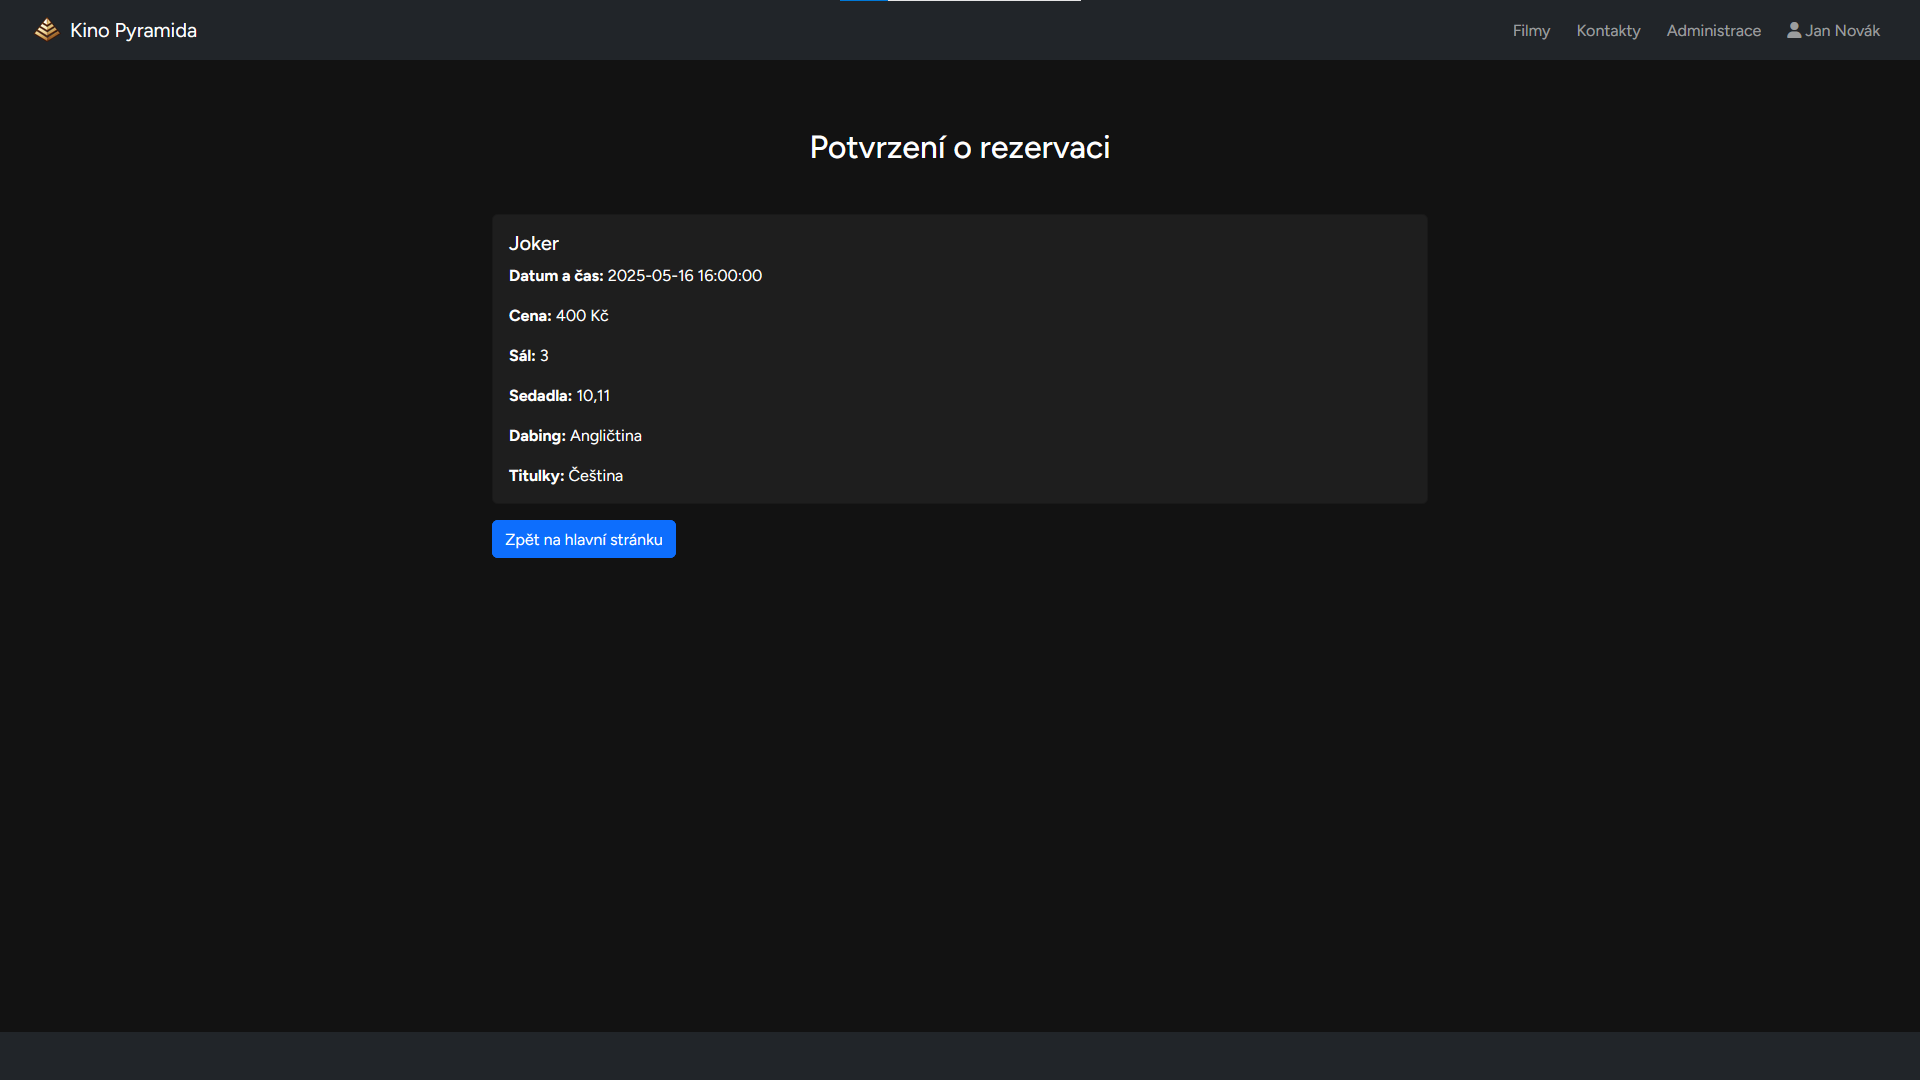 Kino Pyramida
Filmy Kontakty Administrace Jan Novák
Potvrzení o rezervaci
Joker
Datum a čas: 2025-05-16 16:00:00
Cena: 400 Kč
Sál: 3
Sedadla: 10,11
Dabing: Angličtina
Titulky: Čeština
Zpět na hlavní stránku